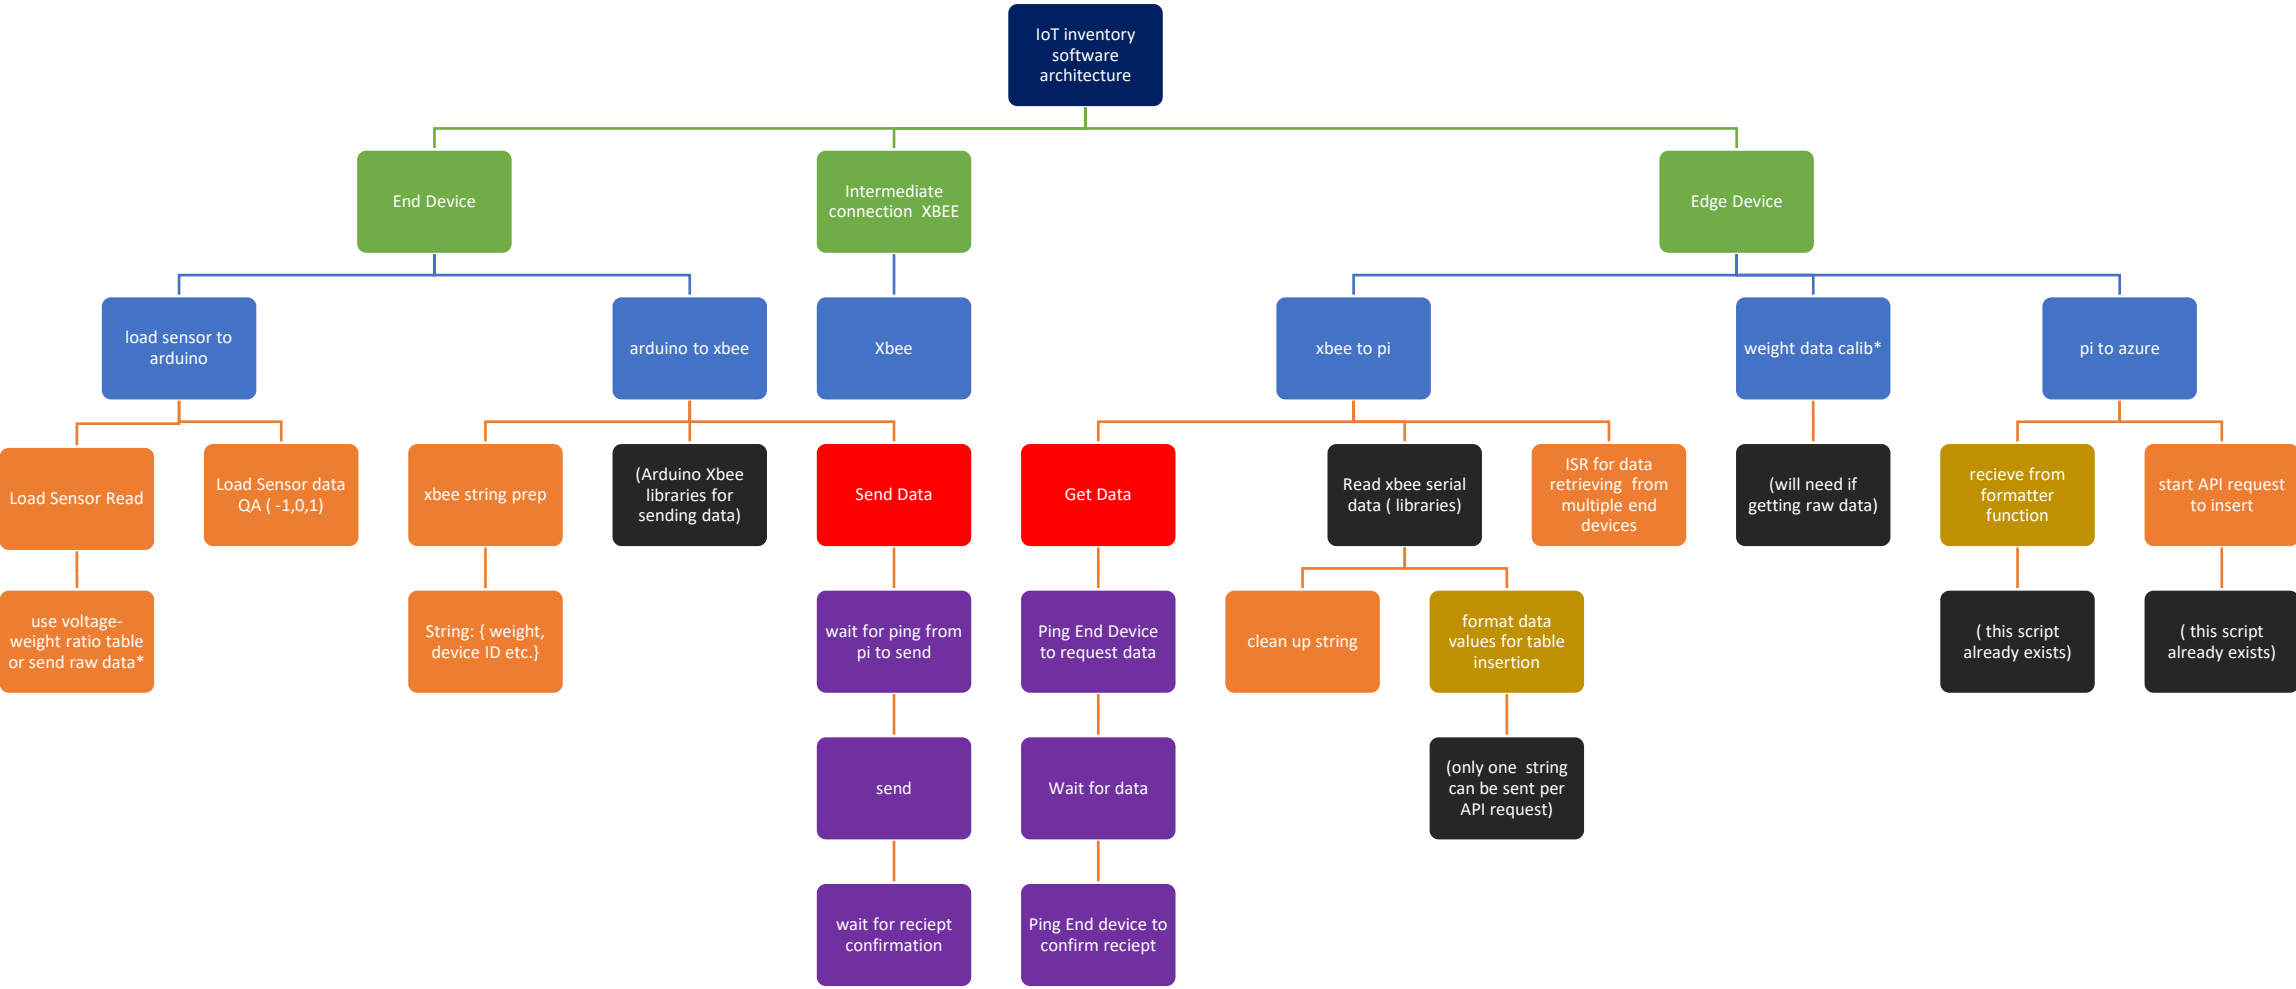 IoT inventory
software
architecture
End Device
Intermediate
connection XBEE
Edge Device
load sensor to
arduino
arduino to xbee
Xbee
xbee to pi
weight data calib*
pi to azure
Load Sensor Read
Load Sensor data
QA ( -1,0,1)
xbee string prep
(Arduino Xbee
libraries for
sending data)
Send Data
Get Data
Read xbee serial
data ( libraries)
ISR for data
retrieving from
multiple end
devices
(will need if
getting raw data)
recieve from
formatter
function
start API request
to insert
use voltage-
weight ratio table
or send raw data*
String: { weight,
device ID etc.}
wait for ping from
pi to send
Ping End Device
to request data
clean up string
format data
values for table
insertion
( this script
already exists)
( this script
already exists)
send
Wait for data
(only one string
can be sent per
API request)
wait for reciept
confirmation
Ping End device to
confirm reciept